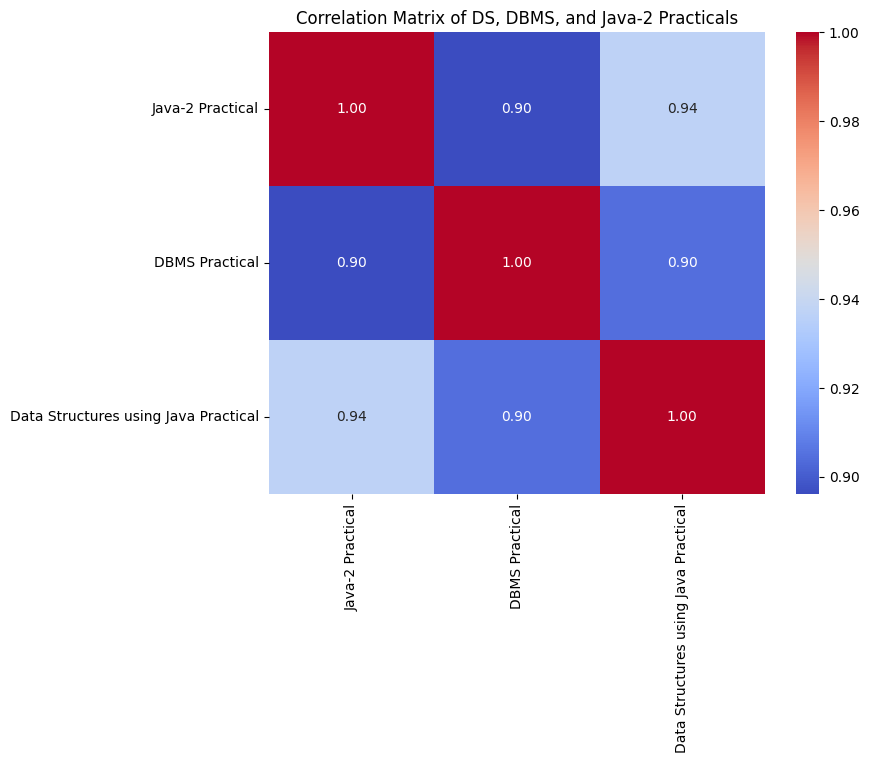 Correlation Matrix of DS, DBMS, and Java-2 Practicals
Java-2 Practical
1.00
0.90
0.94
DBMS Practical
0.90
1.00
0.90
Data Structures using Java Practical
0.94
0.90
1.00
Java-2 Practical
DBMS Practical
Data Structures using Java Practical
1.00
0.98
0.96
0.94
0.92
0.90